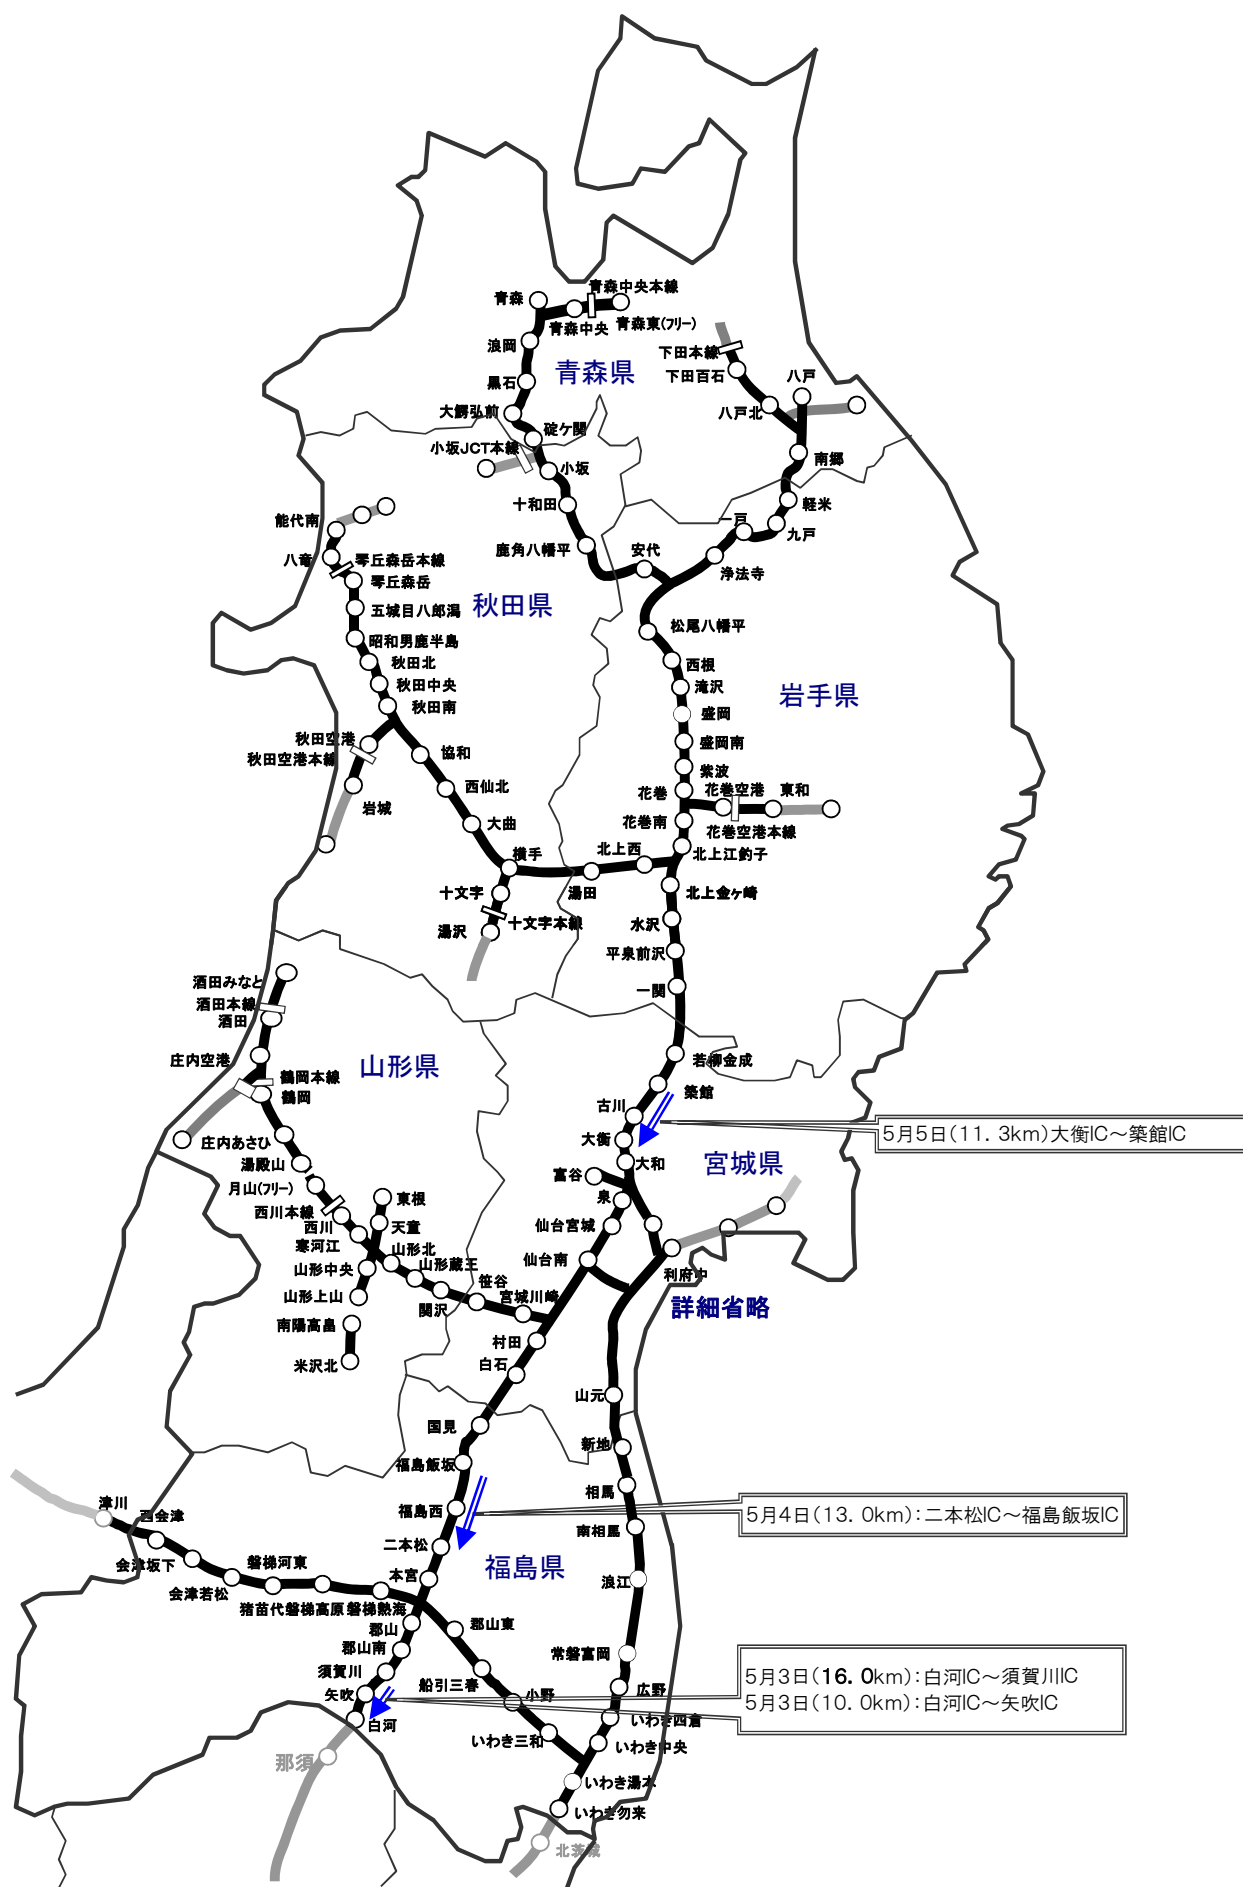 青森
青森中央本線
青森中央
青森東(フリー)
浪岡
青森県
下田本線
下田百石
八戸
黒石
大鰐弘前
八戸北
碇ケ関
小坂JCT本線
小坂
南郷
十和田
軽米
能代南
一戸
九戸
鹿角八幡平
安代
八竜
琴丘森岳本線
浄法寺
琴丘森岳
五城目八郎潟
秋田県
昭和男鹿半島
松尾八幡平
秋田北
西根
秋田中央
滝沢
岩手県
秋田南
盛岡
秋田空港
盛岡南
秋田空港本線
協和
紫波
西仙北
花巻
花巻空港
東和
岩城
大曲
花巻南
花巻空港本線
横手
北上西
北上江釣子
十文字
湯田
北上金ヶ崎
湯沢
十文字本線
水沢
平泉前沢
酒田みなと
一関
酒田本線
酒田
庄内空港
山形県
若柳金成
鶴岡本線
鶴岡
築館
古川
庄内あさひ
大衡
5月5日(11.3km)大衡IC～築館IC
湯殿山
大和
宮城県
月山(フリー)
富谷
東根
泉
西川本線
西川
天童
仙台宮城
寒河江
山形北
仙台南
山形中央
山形蔵王
利府中
笹谷
山形上山
関沢
宮城川崎
詳細省略
南陽高畠
村田
米沢北
白石
山元
国見
新地
福島飯坂
相馬
津川
西会津
福島西
5月4日(13.0km):二本松IC～福島飯坂IC
南相馬
二本松
会津坂下
磐梯河東
福島県
本宮
浪江
会津若松
猪苗代磐梯高原
磐梯熱海
郡山
郡山東
郡山南
常磐富岡
須賀川
船引三春
5月3日(16.0km):白河IC～須賀川IC
矢吹
小野
広野
5月3日(10.0km):白河IC～矢吹IC
白河
いわき四倉
いわき三和
いわき中央
那須
いわき湯本
いわき勿来
北茨城